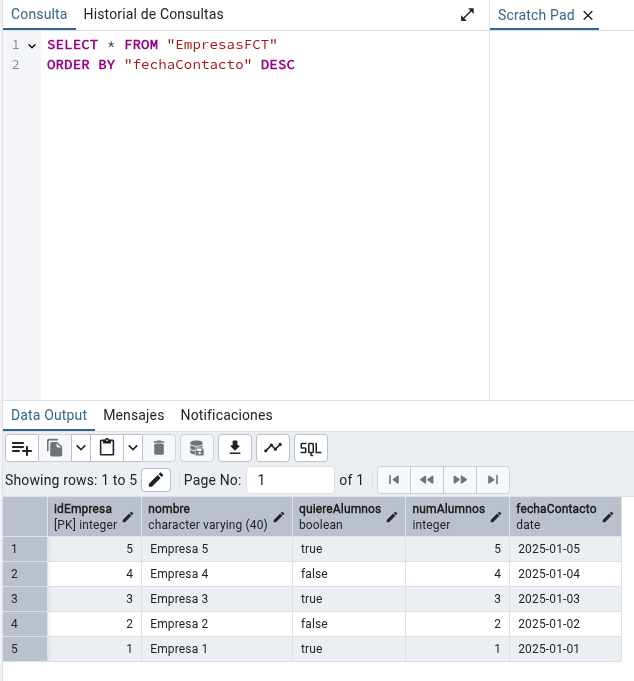 Consulta Historial de Consultas Scratch Pad
1 SELECT * FROM "EmpresasFCT"
2 ORDER BY "fechaContacto" DESC
Data Output Mensajes Notificaciones
SQL
Showing rows: 1 to 5 Page No: 1 of 1
idEmpresa nombre quiereAlumnos numAlumnos fechaContacto
[PK] integer character varying (40) boolean integer date
1 5 Empresa 5 true 5 2025-01-05
2 4 Empresa 4 false 4 2025-01-04
3 3 Empresa 3 true 3 2025-01-03
4 2 Empresa 2 false 2 2025-01-02
5 1 Empresa 1 true 1 2025-01-01